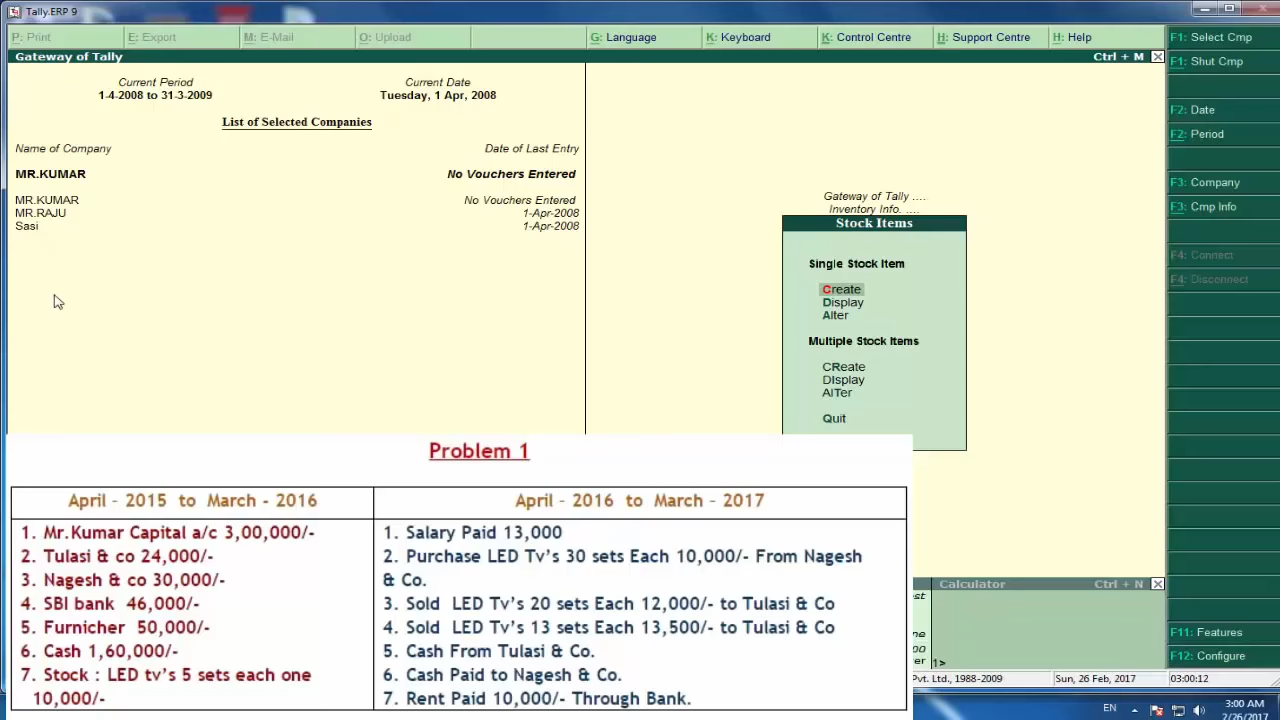 Tally.ERP 9
P: Print E: Export M: E-Mail O: Upload G: Language K: Keyboard K: Control Centre H: Support Centre H: Help F1: Select Cmp
Gateway of Tally Ctrl + M F1: Shut Cmp
Current Period Current Date
1-4-2008 to 31-3-2009 Tuesday, 1 Apr, 2008
F2: Date
List of Selected Companies
F2: Period
Name of Company Date of Last Entry
MR.KUMAR No Vouchers Entered
F3: Company
MR.KUMAR No Vouchers Entered
MR.RAJU 1-Apr-2008
Sasi 1-Apr-2008
F3: Cmp Info
F4: Connect
F4: Disconnect
Gateway of Tally ....
Inventory Info. ....
Stock Items
Single Stock Item
Create
Display
Alter
Multiple Stock Items
CReate
DIsplay
AlTer
Quit
Problem 1
April - 2015 to March - 2016
1. Mr.Kumar Capital a/c 3,00,000/-
2. Tulasi & co 24,000/-
3. Nagesh & co 30,000/-
4. SBI bank 46,000/-
5. Furnicher 50,000/-
6. Cash 1,60,000/-
7. Stock : LED tv's 5 sets each one
10,000/-
April - 2016 to March - 2017
1. Salary Paid 13,000
2. Purchase LED Tv's 30 sets Each 10,000/- From Nagesh
& Co.
3. Sold LED Tv's 20 sets Each 12,000/- to Tulasi & Co
4. Sold LED Tv's 13 sets Each 13,500/- to Tulasi & Co
5. Cash From Tulasi & Co.
6. Cash Paid to Nagesh & Co.
7. Rent Paid 10,000/- Through Bank.
Calculator Ctrl + N
1>
F11: Features
F12: Configure
Pvt. Ltd., 1988-2009 Sun, 26 Feb, 2017 03:00:12
EN 3:00 AM
2/26/2017